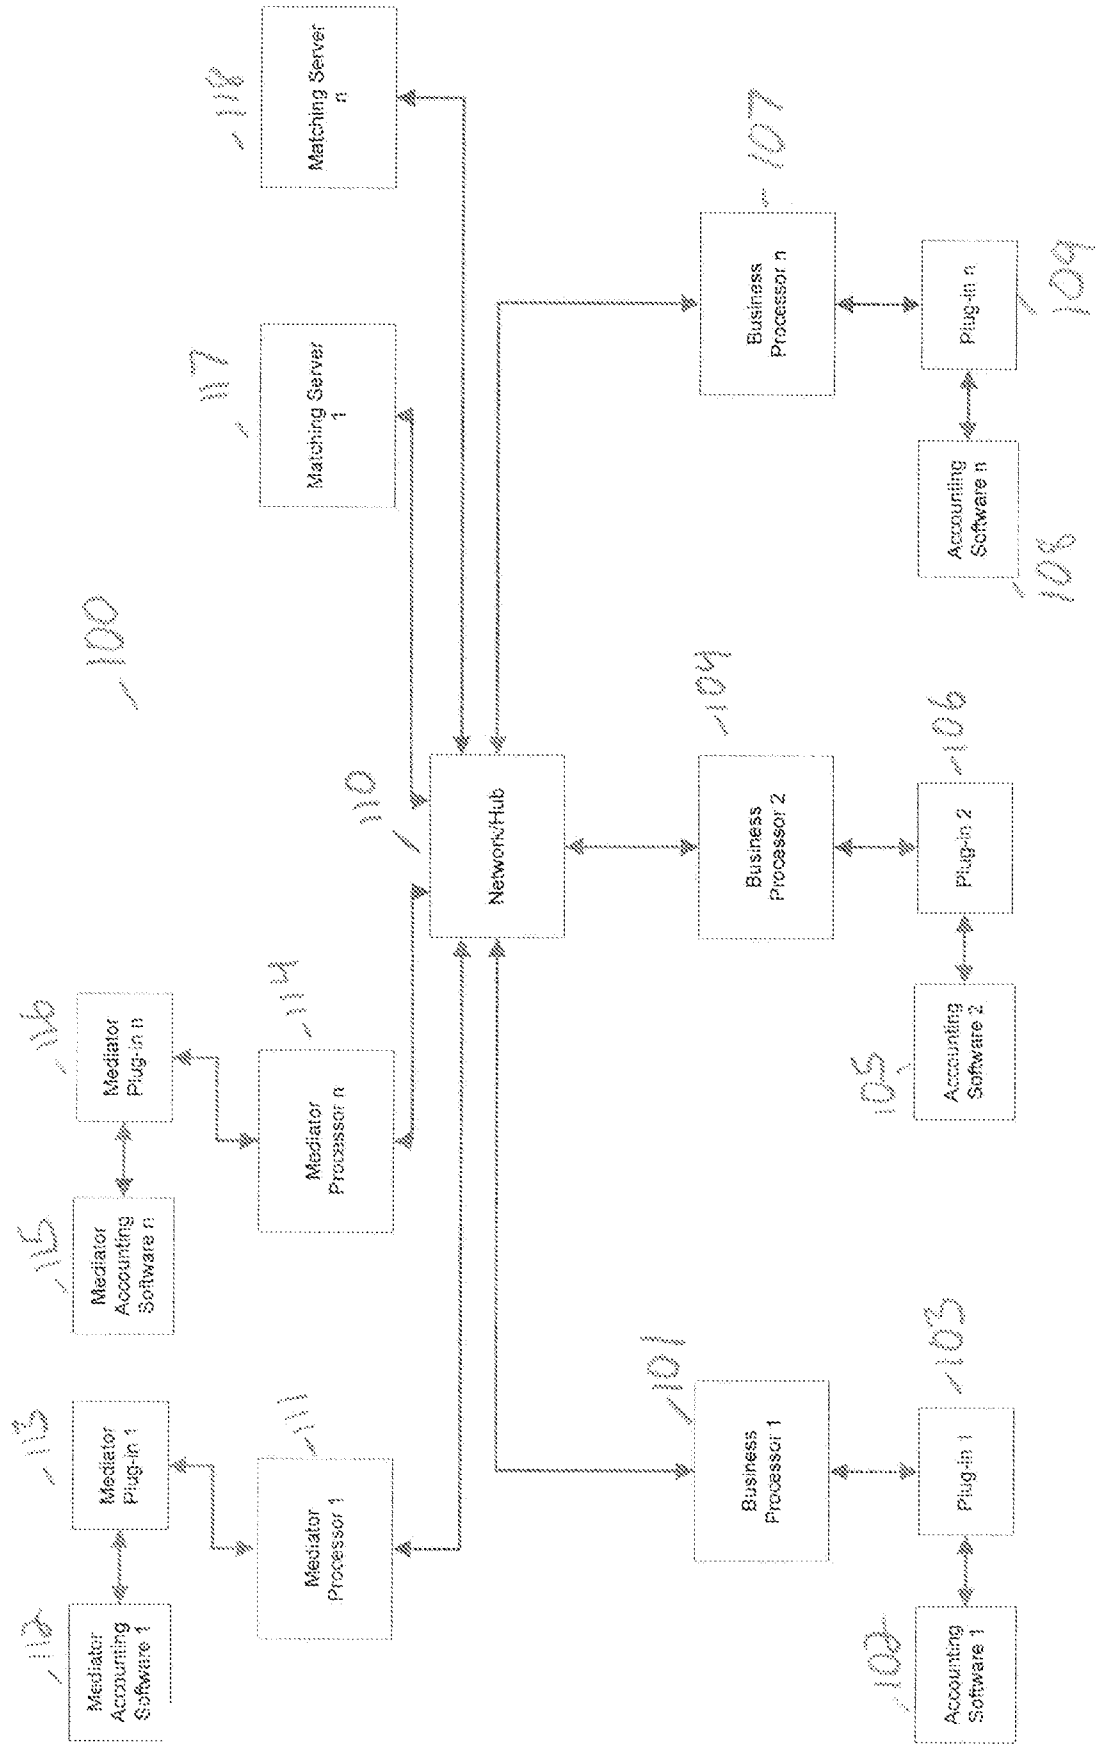 112
Mediator
Accounting
Software 1
113
Mediator
Plug-in 1
115
Mediator
Accounting
Software n
116
Mediator
Plug-in n
100
111
Mediator
Processor 1
114
Mediator
Processor n
117
Matching Server
1
118
Matching Server
n
110
Network/Hub
101
Business
Processor 1
104
Business
Processor 2
107
Business
Processor n
102
Accounting
Software 1
103
Plug-in 1
105
Accounting
Software 2
106
Plug-in 2
108
Accounting
Software n
109
Plug-in n